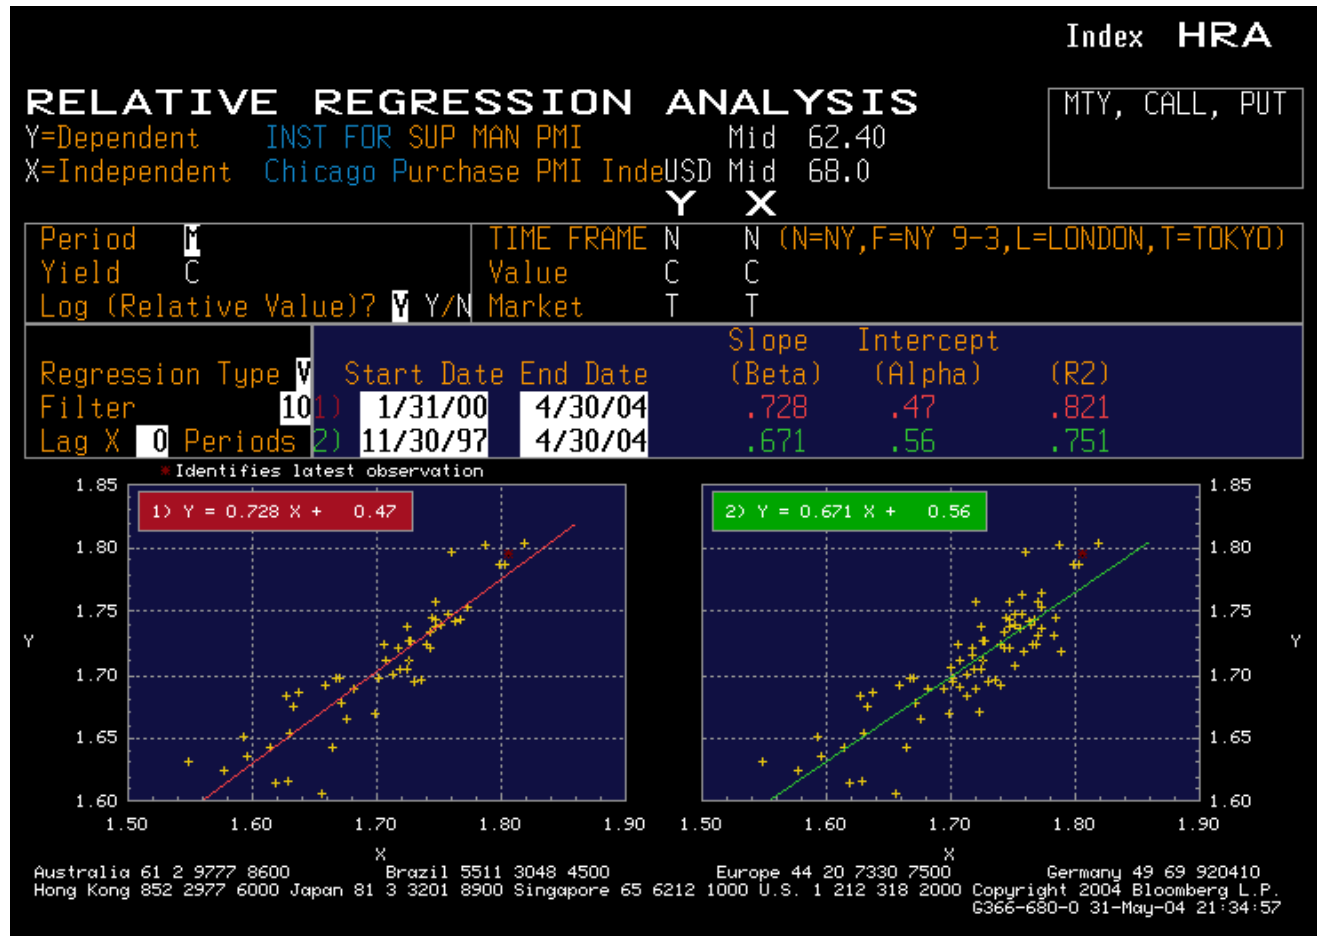 Index HRA
RELATIVE REGRESSION ANALYSIS
MTY, CALL, PUT
Y=Dependent INST FOR SUP MAN PMI Mid 62.40
X=Independent Chicago Purchase PMI IndeUSD Mid 68.0
Y X
Period M TIME FRAME N N (N=NY,F=NY 9-3,L=LONDON,T=TOKYO)
Yield C Value C C
Log (Relative Value)? Y Y/N Market T T
Slope Intercept
Regression Type V Start Date End Date (Beta) (Alpha) (R2)
Filter 10 1) 1/31/00 4/30/04 .728 .47 .821
Lag X 0 Periods 2) 11/30/97 4/30/04 .671 .56 .751
*Identifies latest observation
1.85 1.85
1) Y = 0.728 X + 0.47 2) Y = 0.671 X + 0.56
1.80 1.80
1.75 1.75
Y Y
1.70 1.70
1.65 1.65
1.60 1.60
1.50 1.60 1.70 1.80 1.90 1.50 1.60 1.70 1.80 1.90
X X
Australia 61 2 9777 8600 Brazil 5511 3048 4500 Europe 44 20 7330 7500 Germany 49 69 920410
Hong Kong 852 2977 6000 Japan 81 3 3201 8900 Singapore 65 6212 1000 U.S. 1 212 318 2000 Copyright 2004 Bloomberg L.P.
G366-680-0 31-May-04 21:34:57